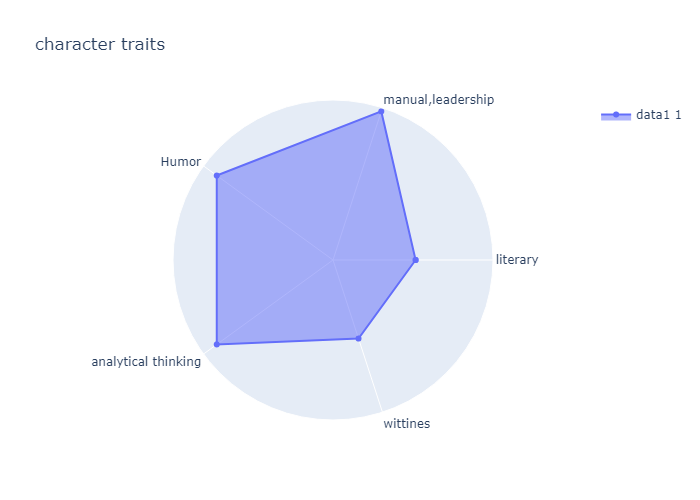 character traits
manual,leadership
data1 1
Humor
literary
analytical thinking
wittines